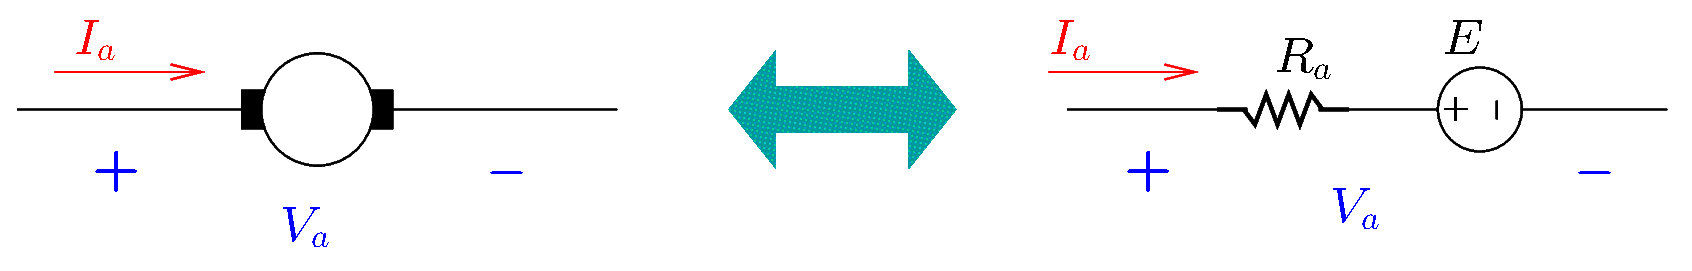 I_a
+ −
V_a
I_a
R_a
E
+ −
+ −
V_a